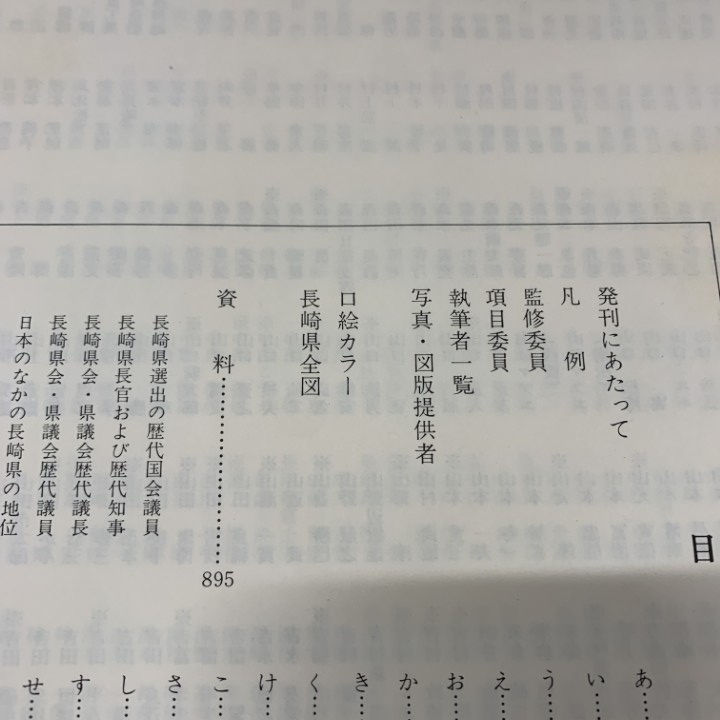 目
発刊にあたって
凡　例
監修委員
項目委員
執筆者一覧
写真・図版提供者
口絵カラー
長崎県全図
資　料……………………895
長崎県選出の歴代国会議員
長崎県長官および歴代知事
長崎県会・県議会歴代議長
長崎県会・県議会歴代議員
日本のなかの長崎県の地位
あ……
い……
う……
え……
お……
か……
き……
く……
け……
こ……
さ……
し……
す……
せ……